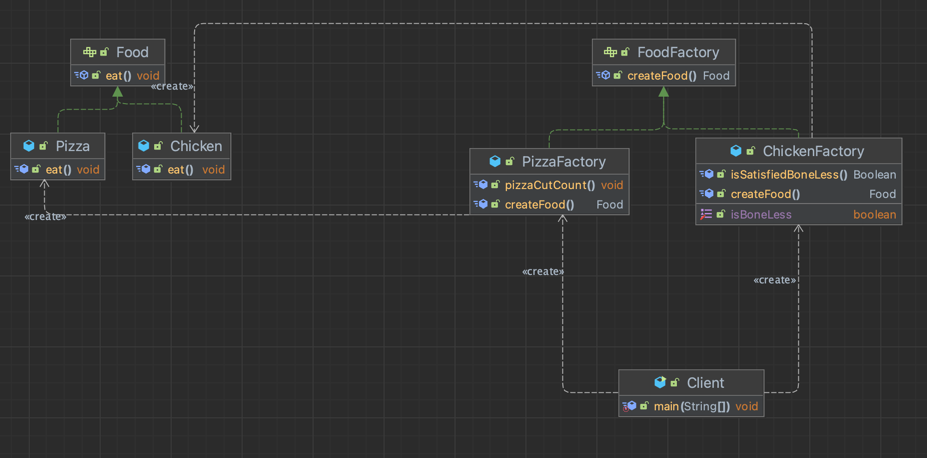 Food
eat() void
FoodFactory
createFood() Food
«create»
Pizza
eat() void
Chicken
eat() void
PizzaFactory
pizzaCutCount() void
createFood() Food
ChickenFactory
isSatisfiedBoneLess() Boolean
createFood() Food
isBoneLess boolean
«create»
«create»
«create»
Client
main(String[]) void